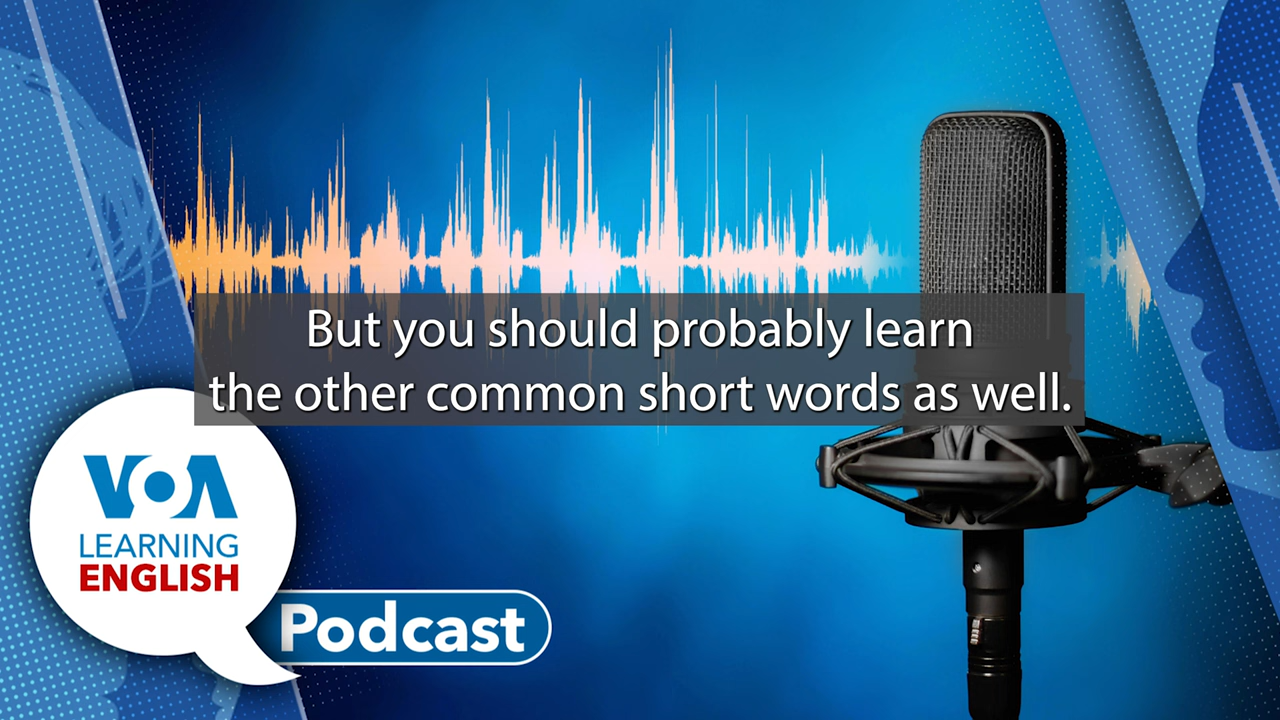 But you should probably learn
the other common short words as well.
VOA
LEARNING
ENGLISH
Podcast